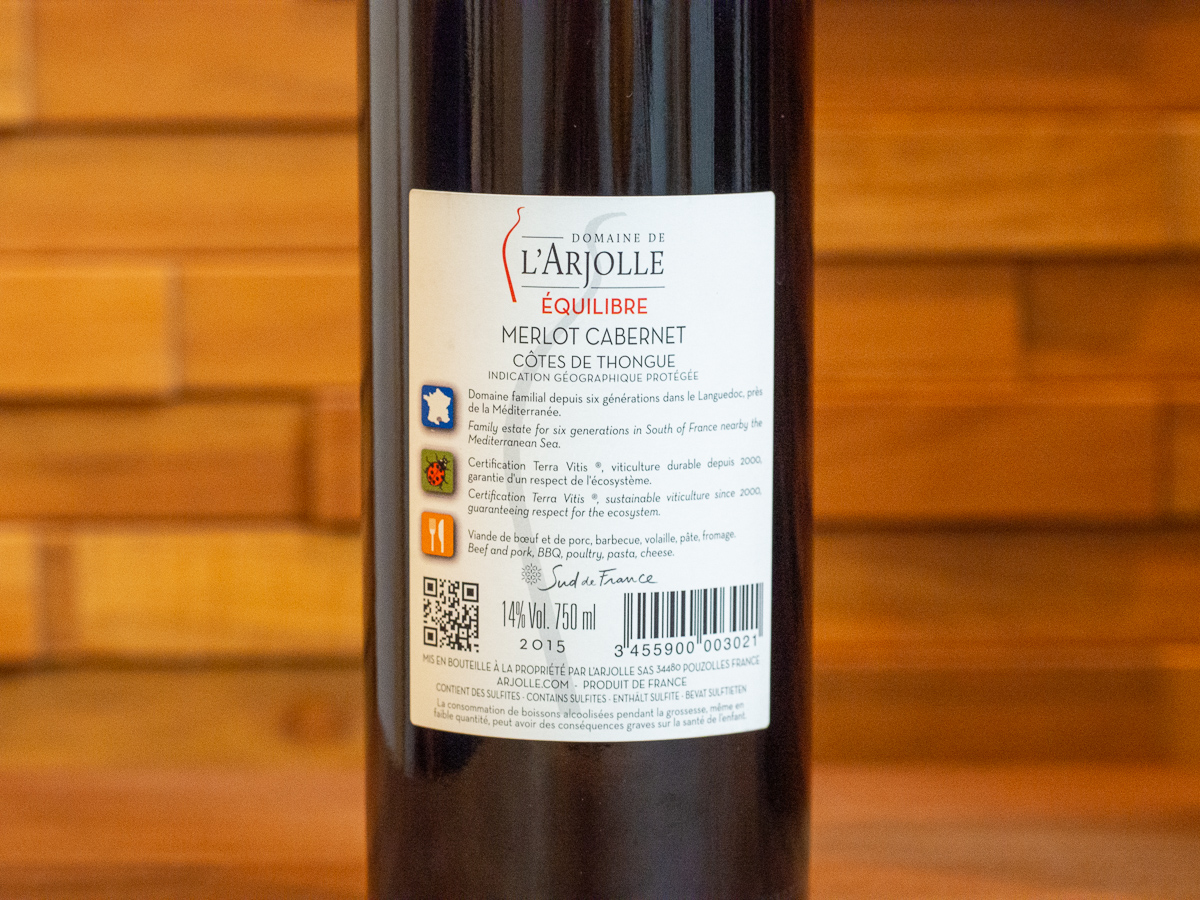 DOMAINE DE
L'ARJOLLE
ÉQUILIBRE
MERLOT CABERNET
CÔTES DE THONGUE
INDICATION GÉOGRAPHIQUE PROTÉGÉE
Domaine familial depuis six générations dans le Languedoc, près
de la Méditerranée.
Family estate for six generations in South of France nearby the
Mediterranean Sea.
Certification Terra Vitis ®, viticulture durable depuis 2000,
garantie d'un respect de l'écosystème.
Certification Terra Vitis ®, sustainable viticulture since 2000,
guaranteeing respect for the ecosystem.
Viande de bœuf et de porc, barbecue, volaille, pâte, fromage.
Beef and pork, BBQ, poultry, pasta, cheese.
Sud de France
14% Vol. 750 ml
2015
3 455900 003021
MIS EN BOUTEILLE À LA PROPRIÉTÉ PAR L'ARJOLLE SAS 34480 POUZOLLES FRANCE
ARJOLLE.COM - PRODUIT DE FRANCE
CONTIENT DES SULFITES - CONTAINS SULFITES - ENTHÄLT SULFITE - BEVAT SULFTIETEN
La consommation de boissons alcoolisées pendant la grossesse, même en
faible quantité, peut avoir des conséquences graves sur la santé de l'enfant.